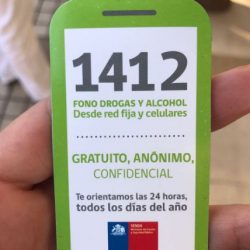 1412
FONO DROGAS Y ALCOHOL
Desde red fija y celulares
GRATUITO, ANÓNIMO,
CONFIDENCIAL
Te orientamos las 24 horas,
todos los días del año
SENDA